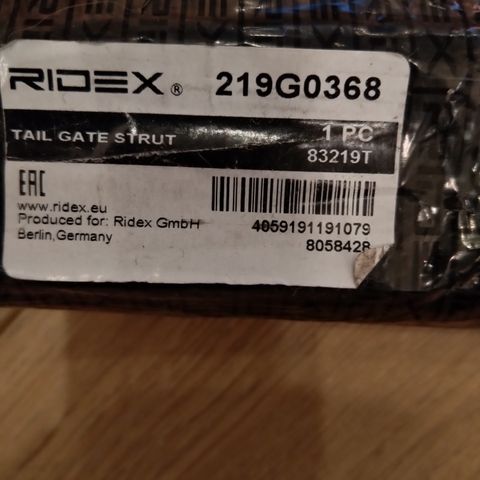 RIDEX® 219G0368
TAIL GATE STRUT 1 PC
83219T
EAC
www.ridex.eu
Produced for: Ridex GmbH
Berlin,Germany
4059191191079
8058428